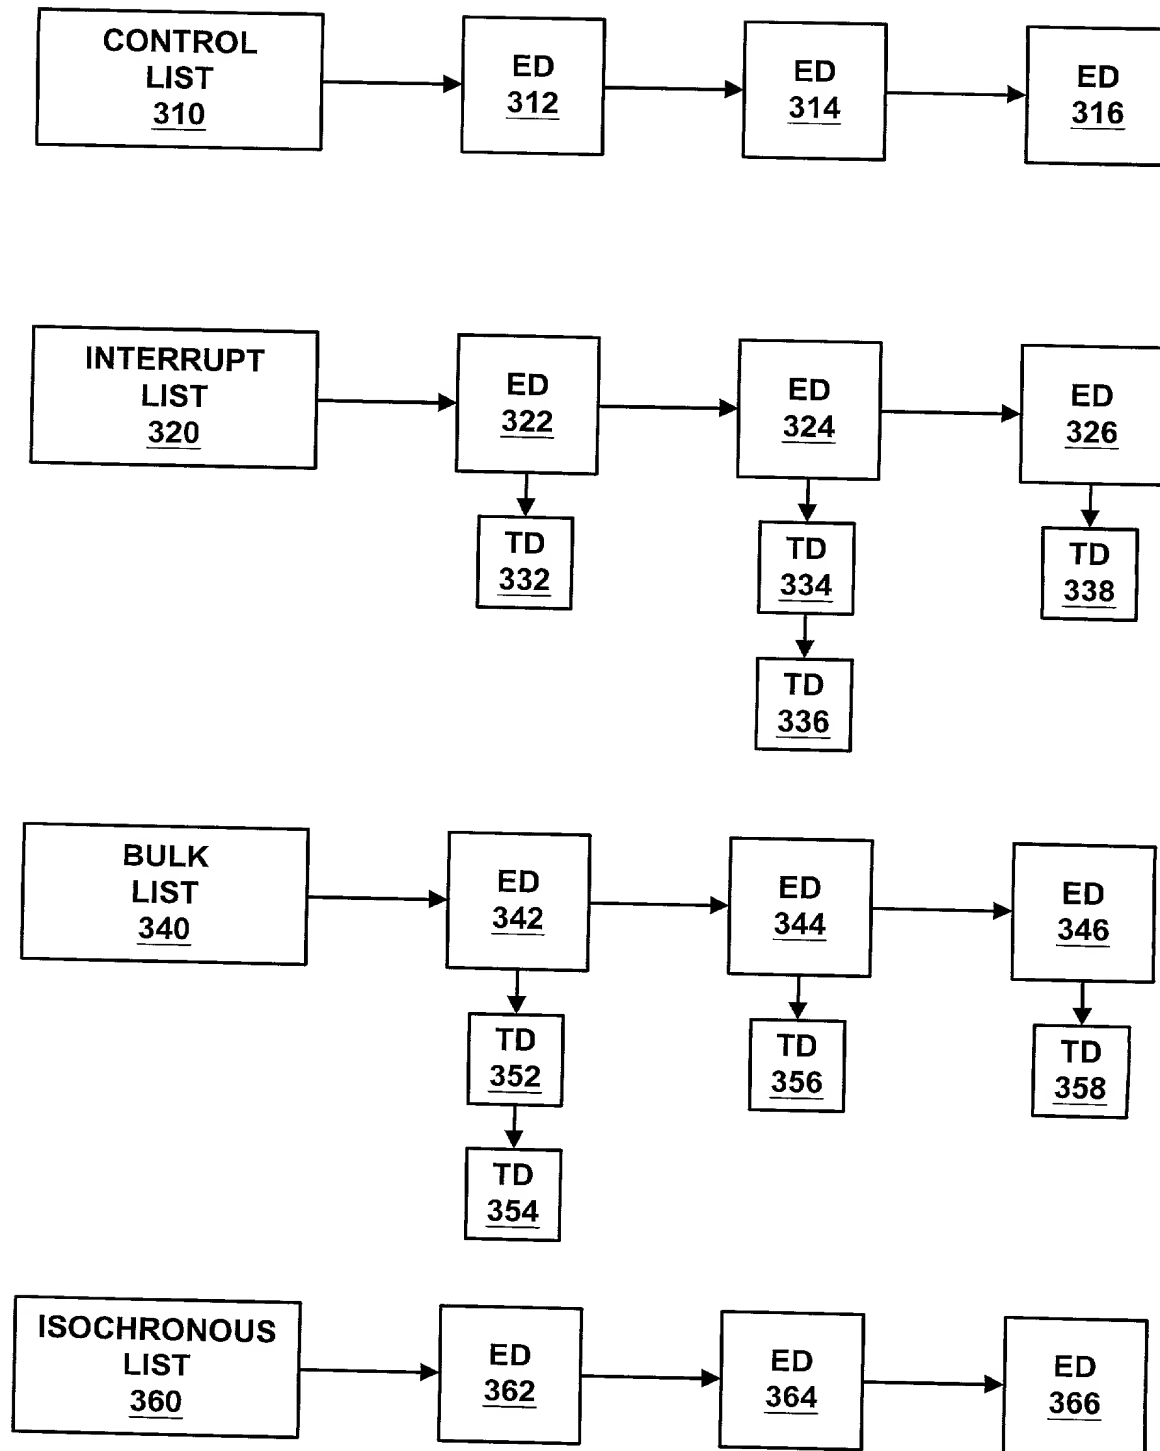 CONTROL
LIST
310
ED
312
ED
314
ED
316
INTERRUPT
LIST
320
ED
322
ED
324
ED
326
TD
332
TD
334
TD
338
TD
336
BULK
LIST
340
ED
342
ED
344
ED
346
TD
352
TD
356
TD
358
TD
354
ISOCHRONOUS
LIST
360
ED
362
ED
364
ED
366